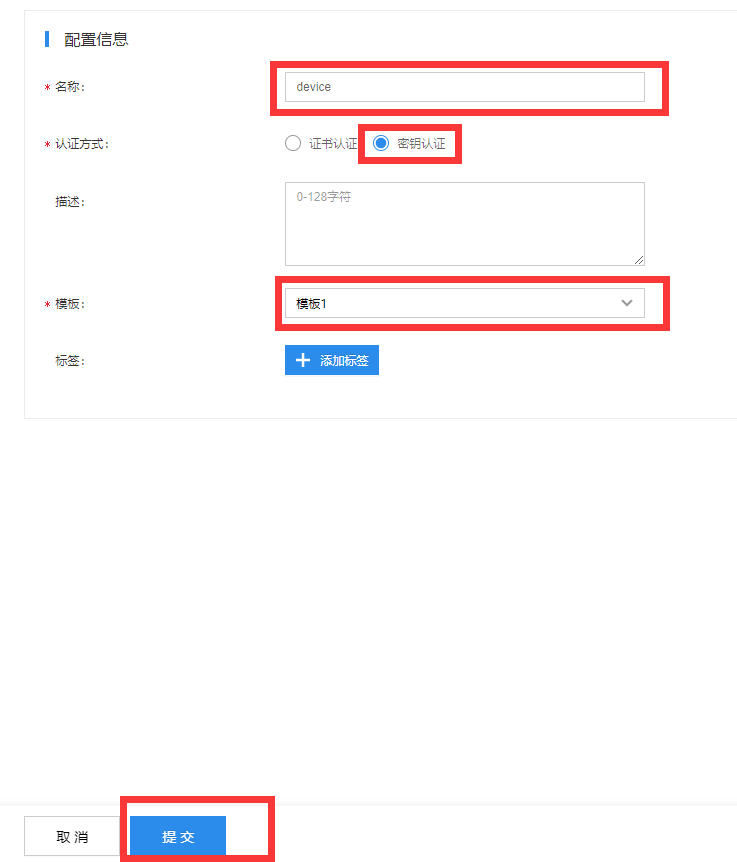 配置信息
* 名称: device
* 认证方式: 证书认证 密钥认证
描述: 0-128字符
* 模板: 模板1
标签: 添加标签
取 消 提 交